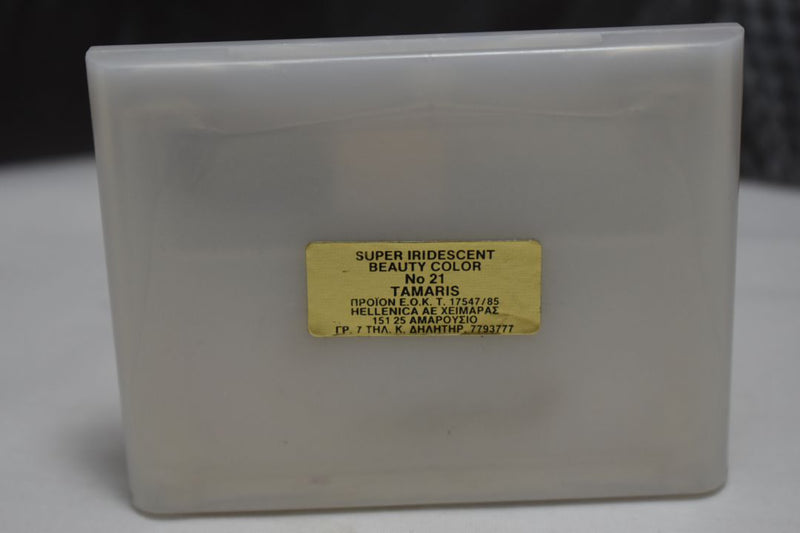 SUPER IRIDESCENT
BEAUTY COLOR
No 21
TAMARIS
ΠΡΟΪΟΝ Ε.Ο.Κ. Τ. 17547/85
HELLENICA AE ΧΕΙΜΑΡΑΣ
151 25 ΑΜΑΡΟΥΣΙΟ
ΓΡ. 7 ΤΗΛ. Κ. ΔΗΛΗΤΗΡ. 7793777